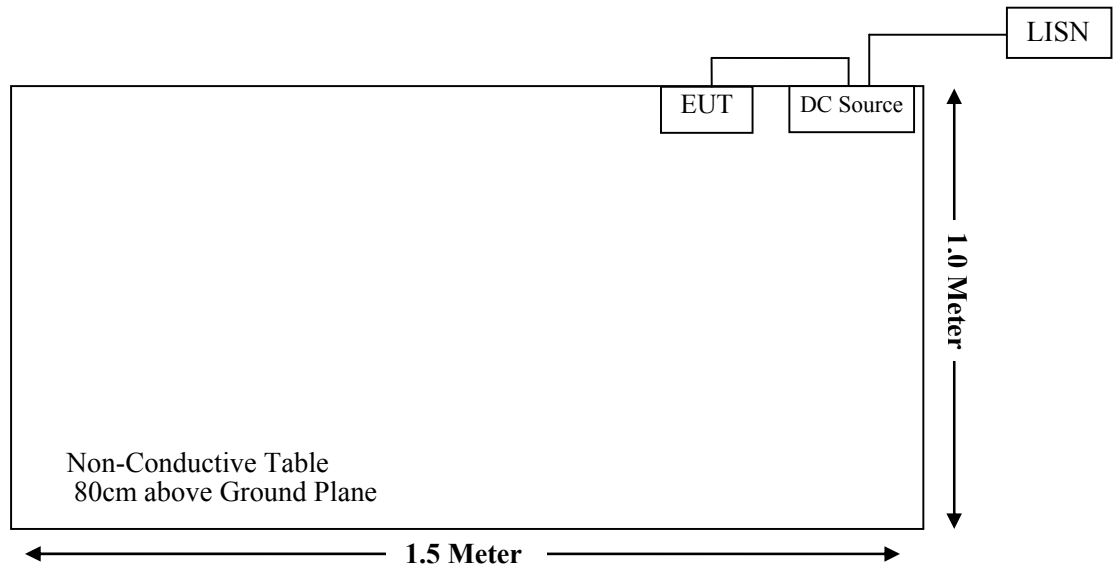 LISN
EUT
DC Source
1.0 Meter
Non-Conductive Table
80cm above Ground Plane
1.5 Meter